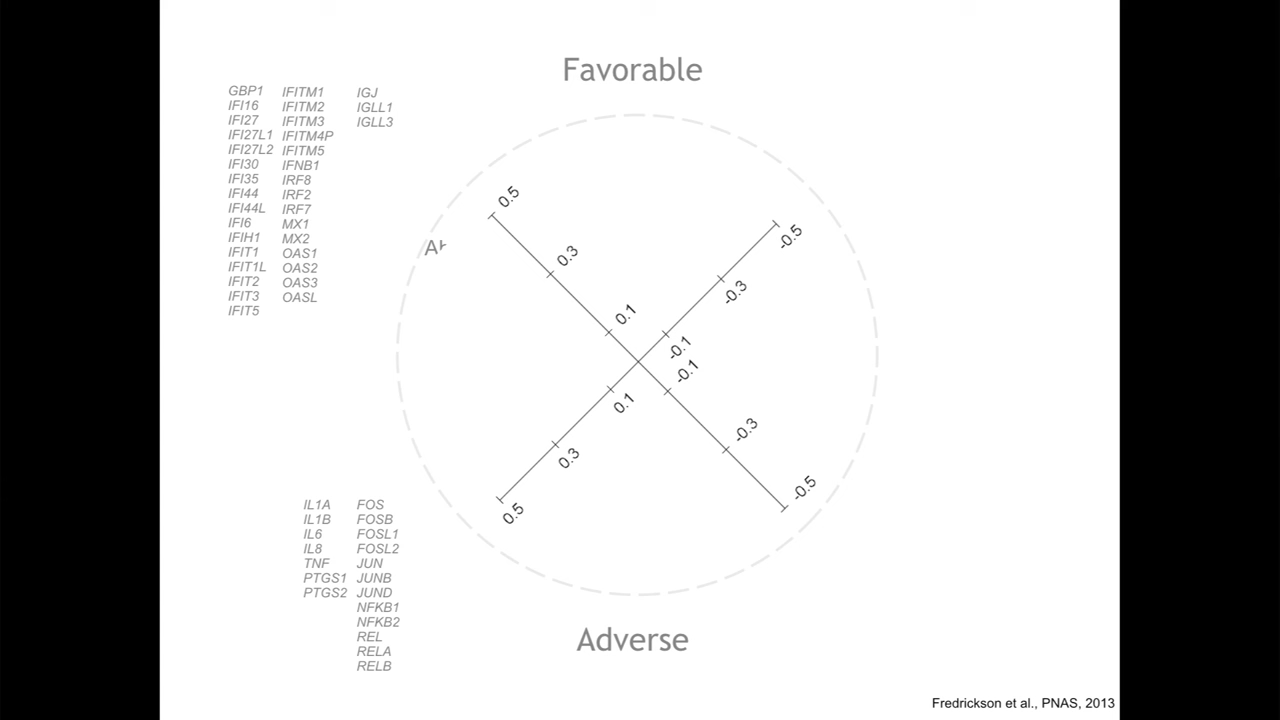 Favorable
GBP1
IFI16
IFI27
IFI27L1
IFI27L2
IFI30
IFI35
IFI44
IFI44L
IFI6
IFIH1
IFIT1
IFIT1L
IFIT2
IFIT3
IFIT5
IFITM1
IFITM2
IFITM3
IFITM4P
IFITM5
IFNB1
IRF8
IRF2
IRF7
MX1
MX2
OAS1
OAS2
OAS3
OASL
IGJ
IGLL1
IGLL3
0.5
0.3
0.1
-0.5
-0.3
-0.1
-0.1
-0.3
-0.5
0.1
0.3
0.5
IL1A
IL1B
IL6
IL8
TNF
PTGS1
PTGS2
FOS
FOSB
FOSL1
FOSL2
JUN
JUNB
JUND
NFKB1
NFKB2
REL
RELA
RELB
Adverse
Fredrickson et al., PNAS, 2013